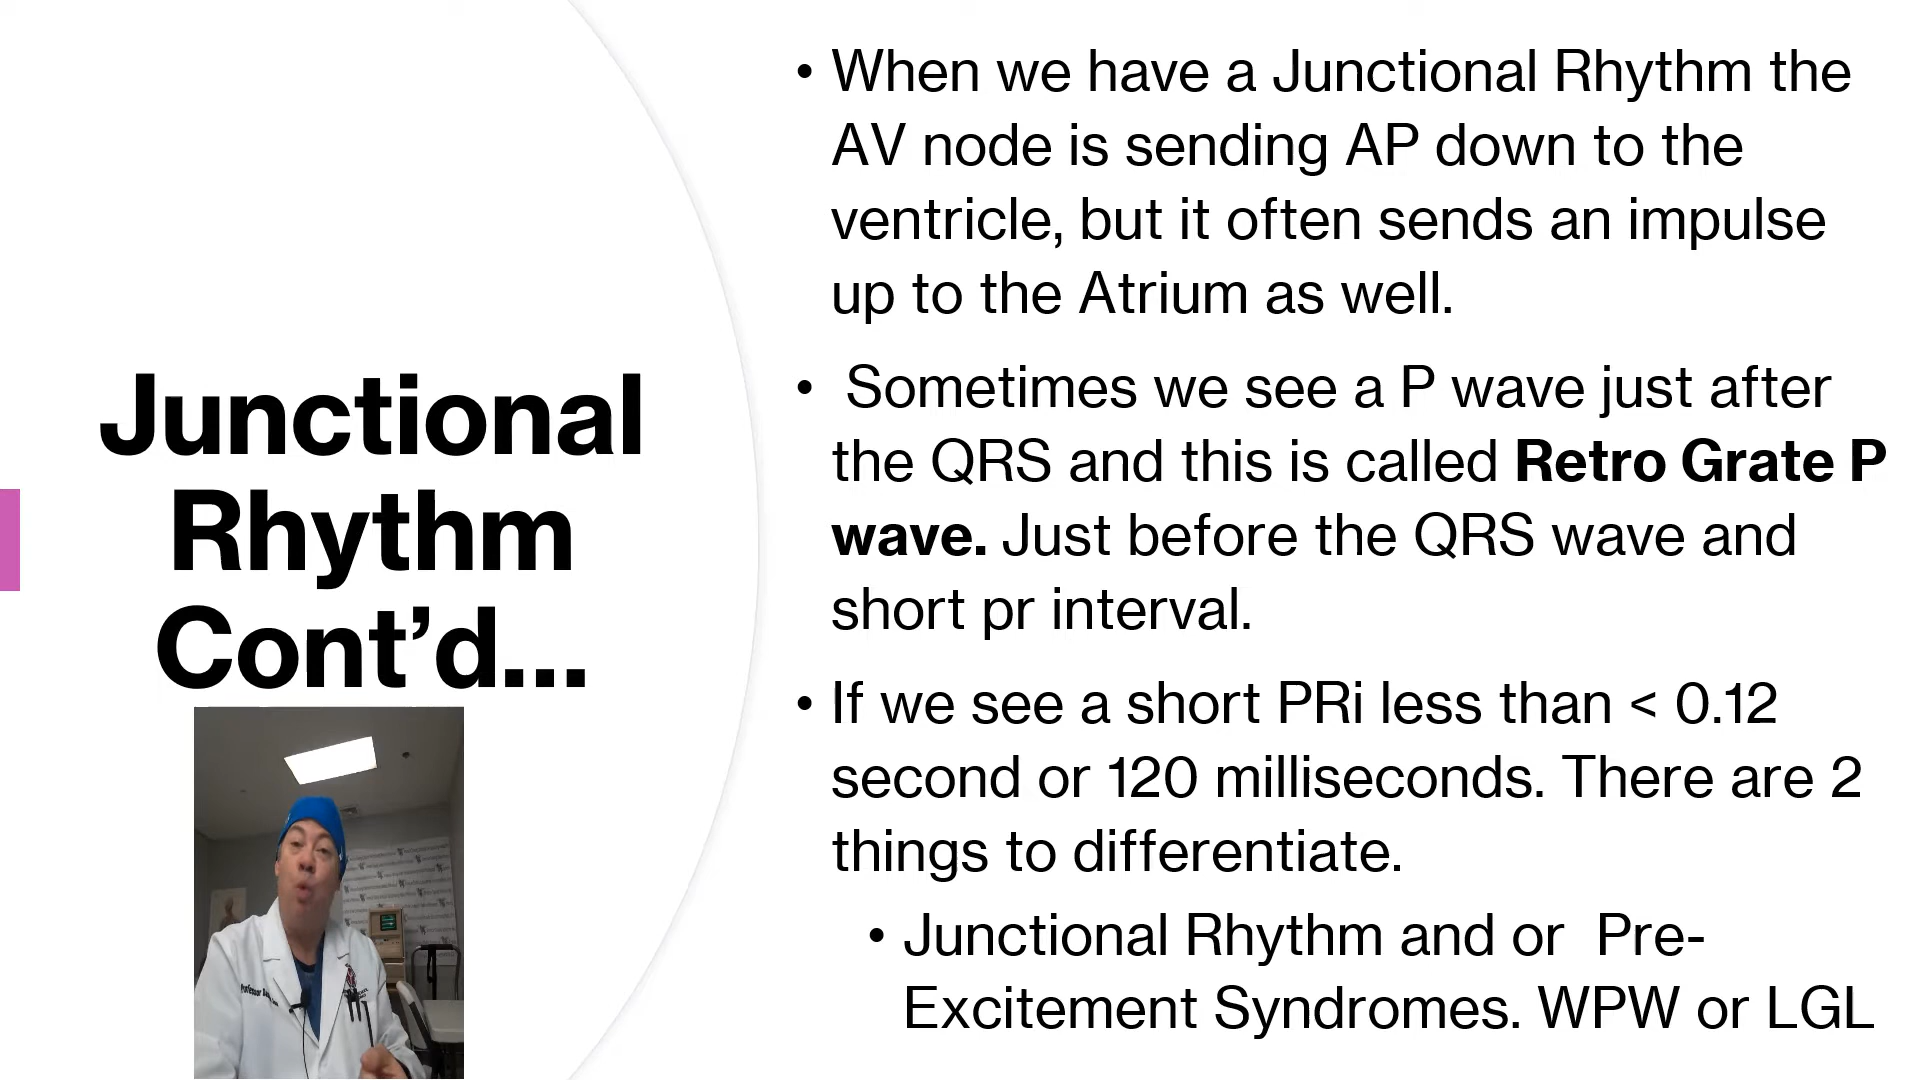 Junctional
Rhythm
Cont’d...
• When we have a Junctional Rhythm the
AV node is sending AP down to the
ventricle, but it often sends an impulse
up to the Atrium as well.
• Sometimes we see a P wave just after
the QRS and this is called Retro Grate P
wave. Just before the QRS wave and
short pr interval.
• If we see a short PRi less than < 0.12
second or 120 milliseconds. There are 2
things to differentiate.
• Junctional Rhythm and or Pre-
Excitement Syndromes. WPW or LGL
Professor